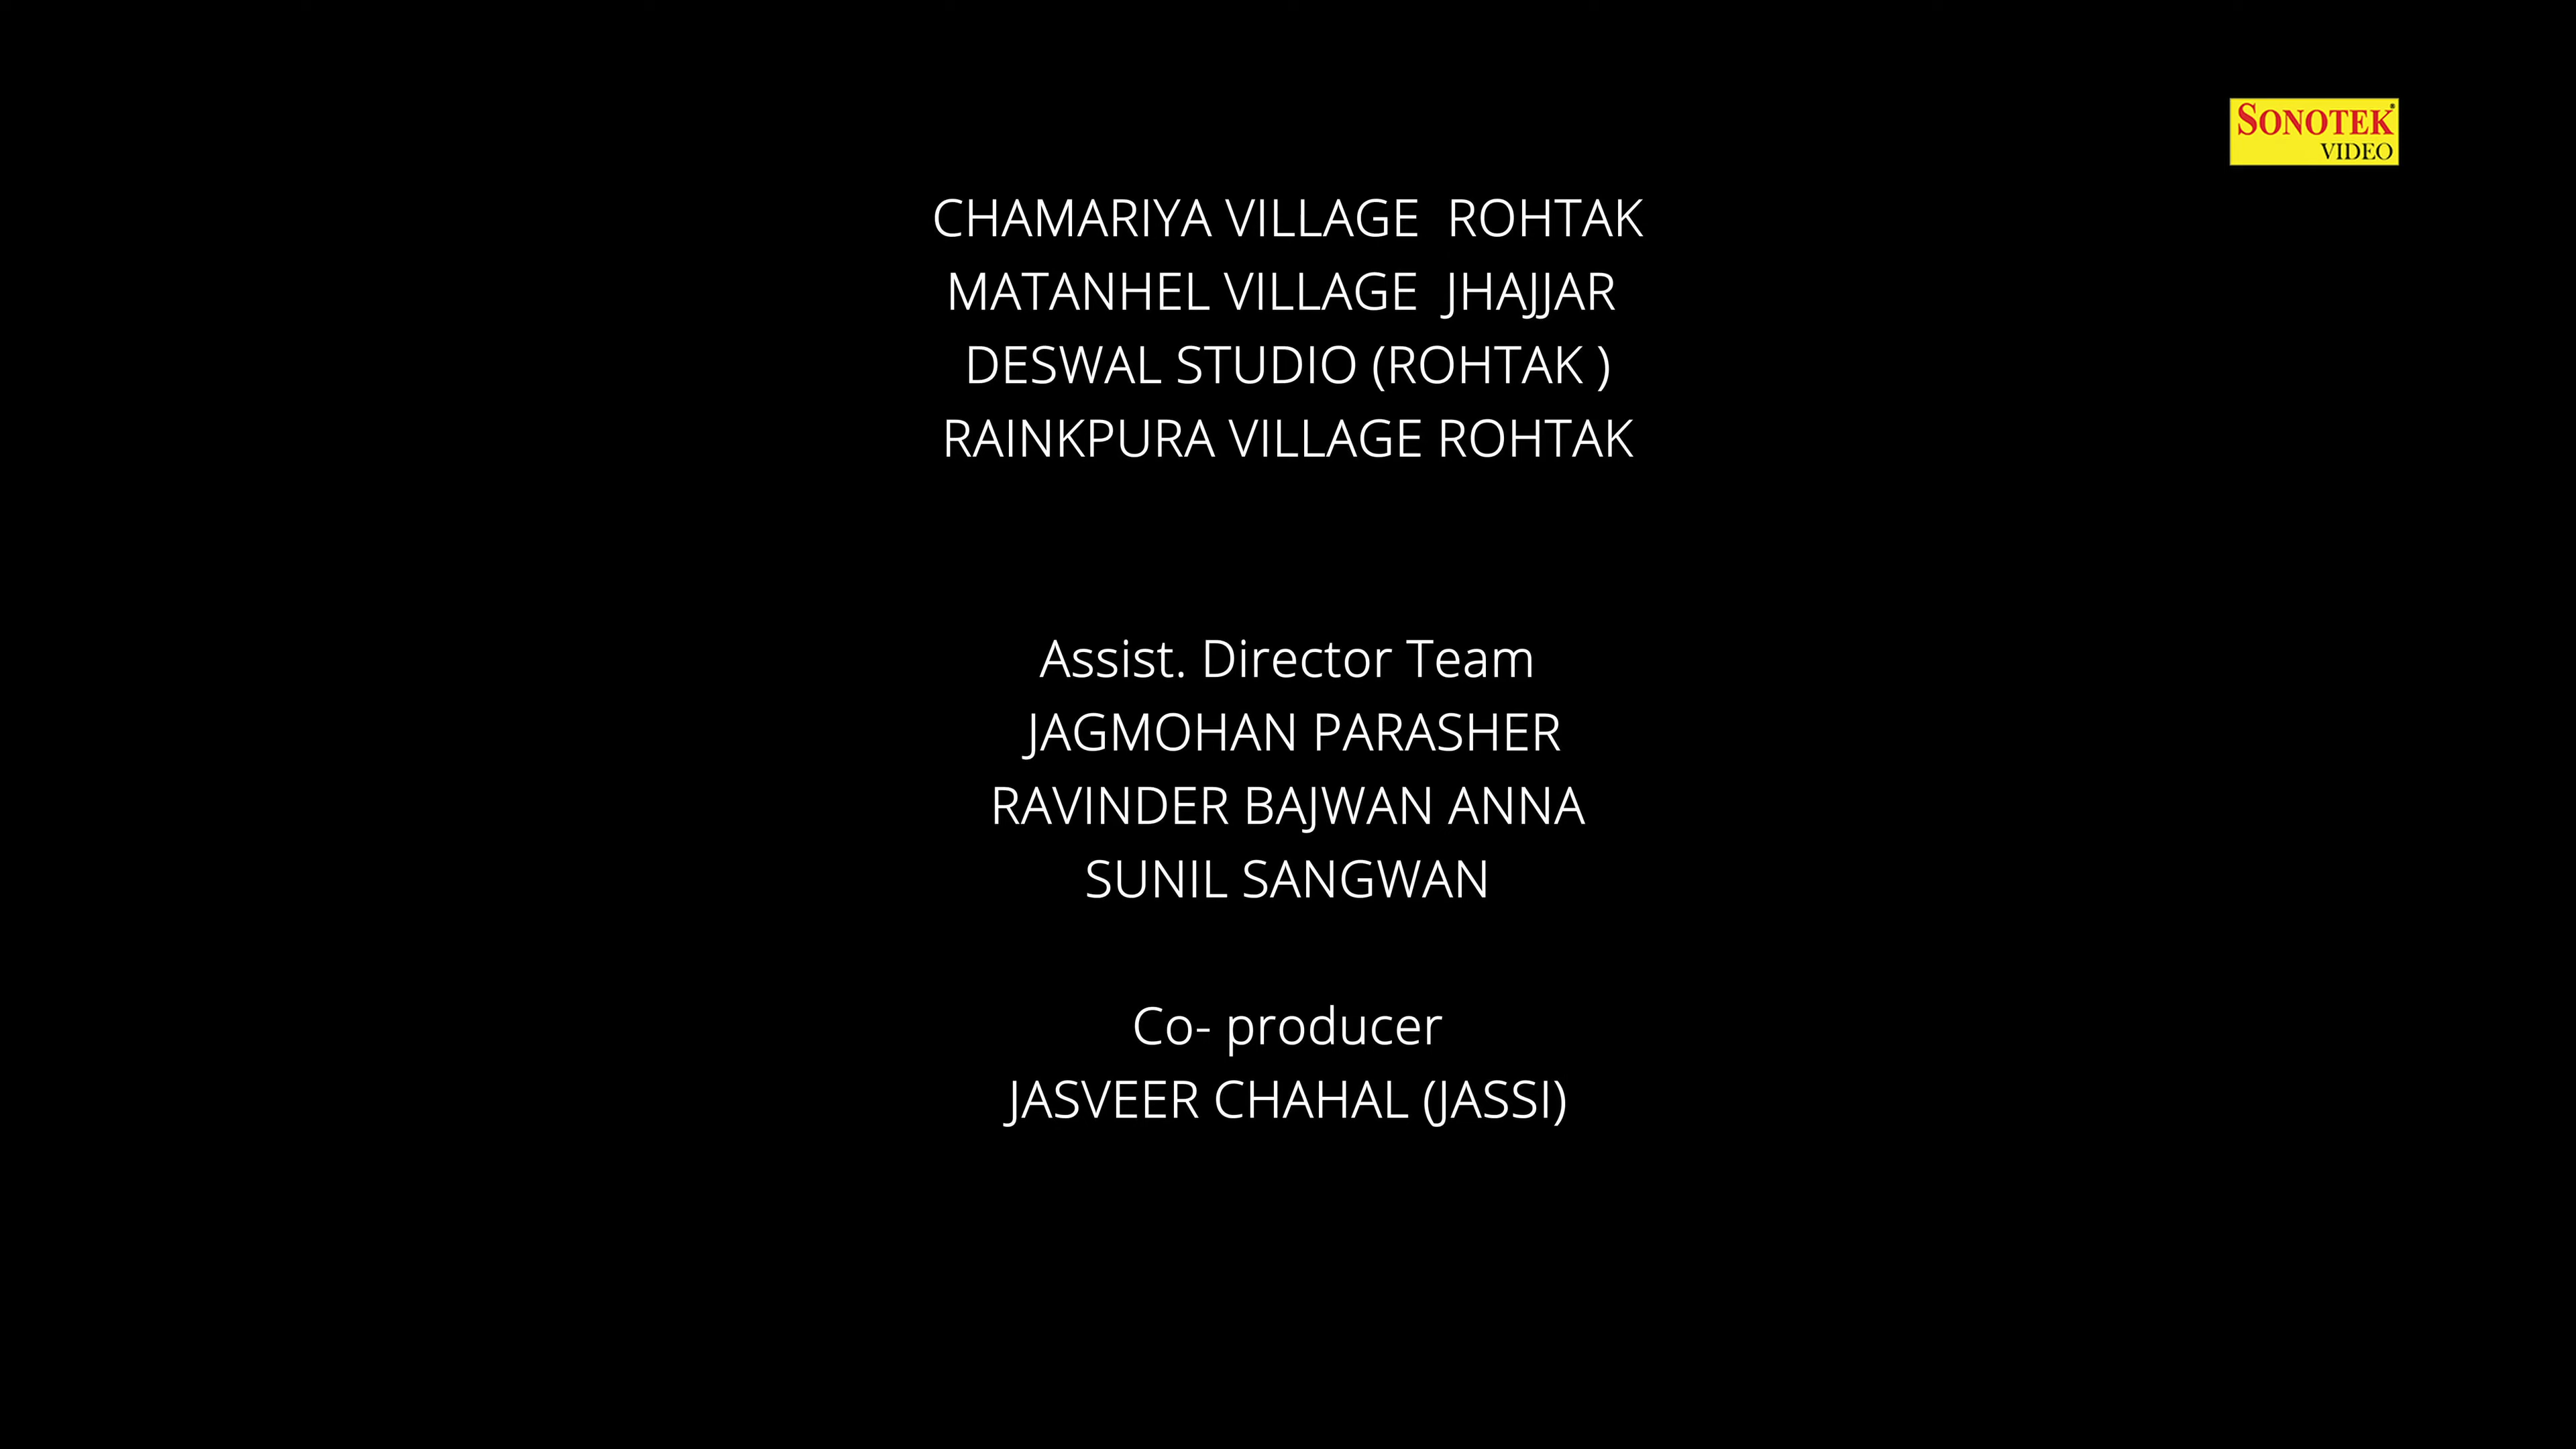 SONOTEK
VIDEO
CHAMARIYA VILLAGE  ROHTAK
MATANHEL VILLAGE  JHAJJAR
DESWAL STUDIO (ROHTAK )
RAINKPURA VILLAGE ROHTAK
Assist. Director Team
JAGMOHAN PARASHER
RAVINDER BAJWAN ANNA
SUNIL SANGWAN
Co- producer
JASVEER CHAHAL (JASSI)